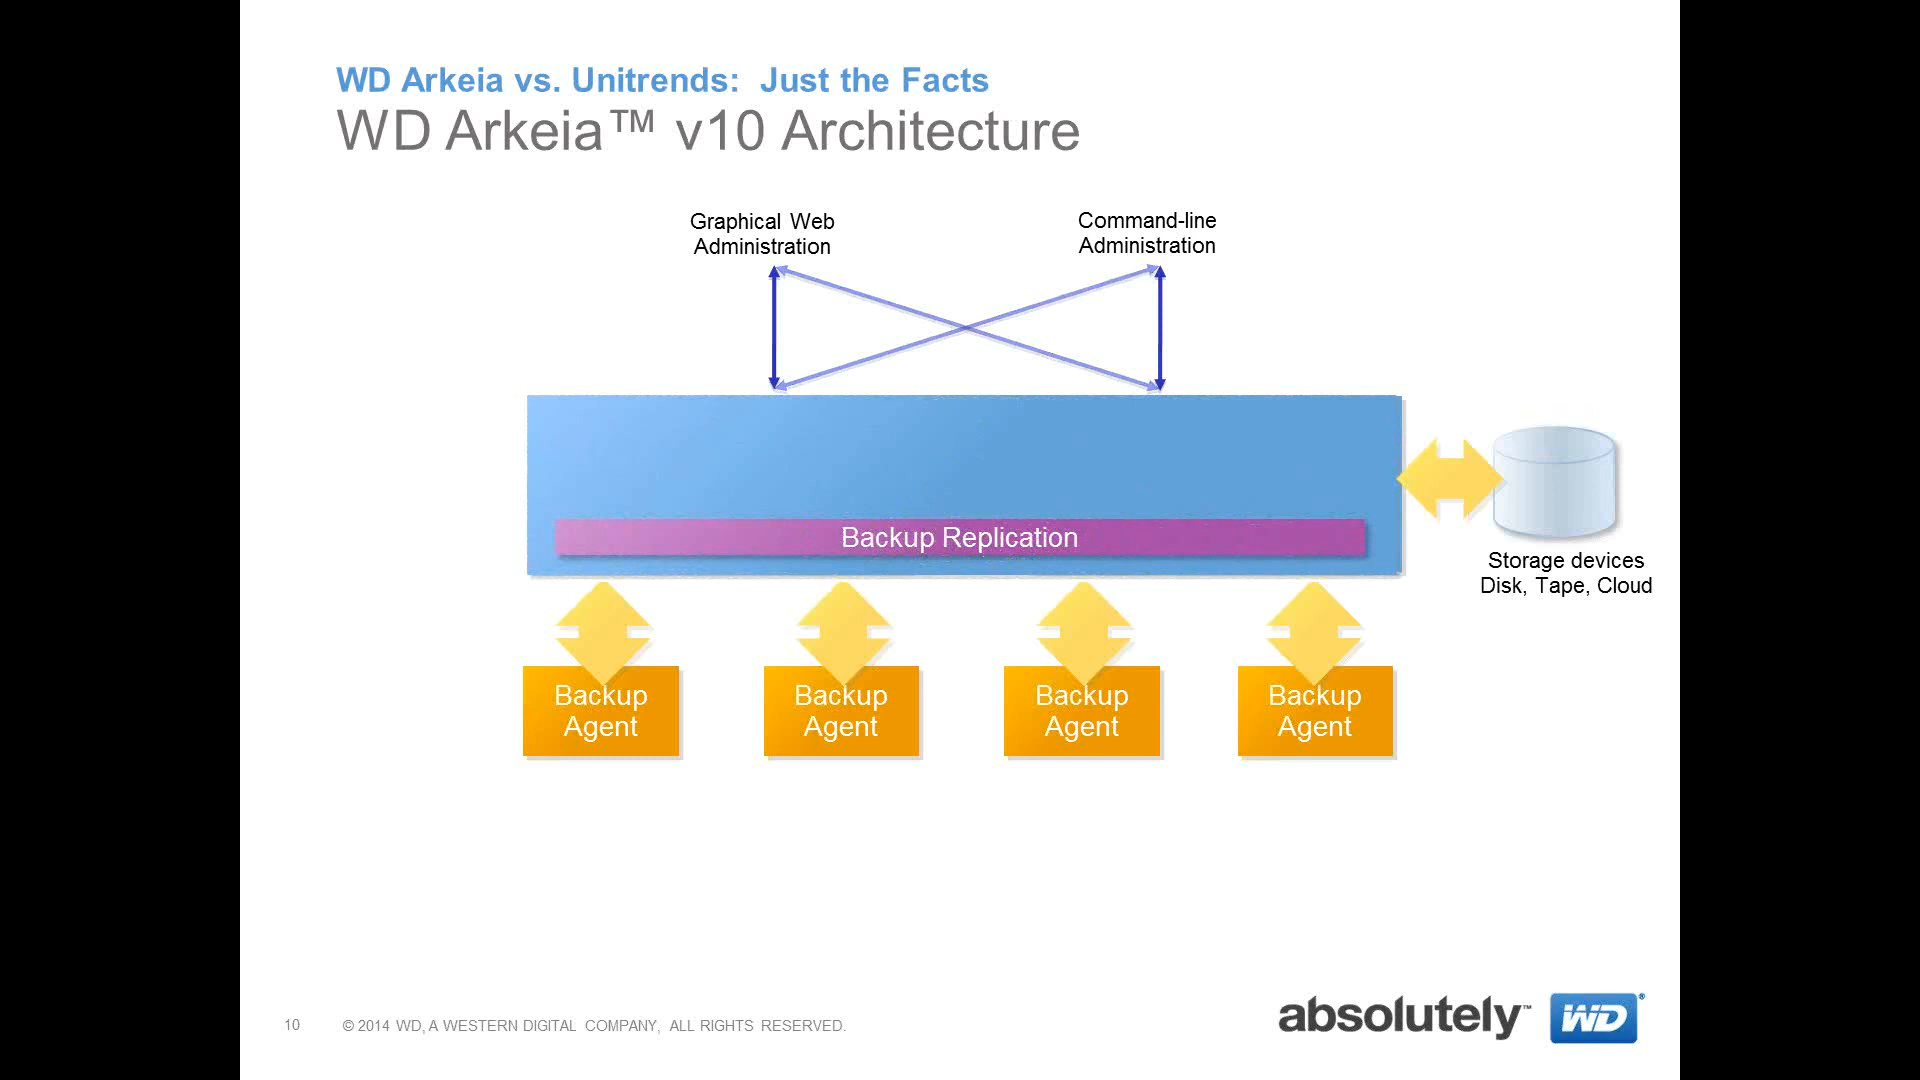 WD Arkeia vs. Unitrends: Just the Facts
WD Arkeia™ v10 Architecture
Graphical Web
Administration
Command-line
Administration
Backup Replication
Storage devices
Disk, Tape, Cloud
Backup
Agent
Backup
Agent
Backup
Agent
Backup
Agent
10
© 2014 WD, A WESTERN DIGITAL COMPANY, ALL RIGHTS RESERVED.
absolutely™
WD®